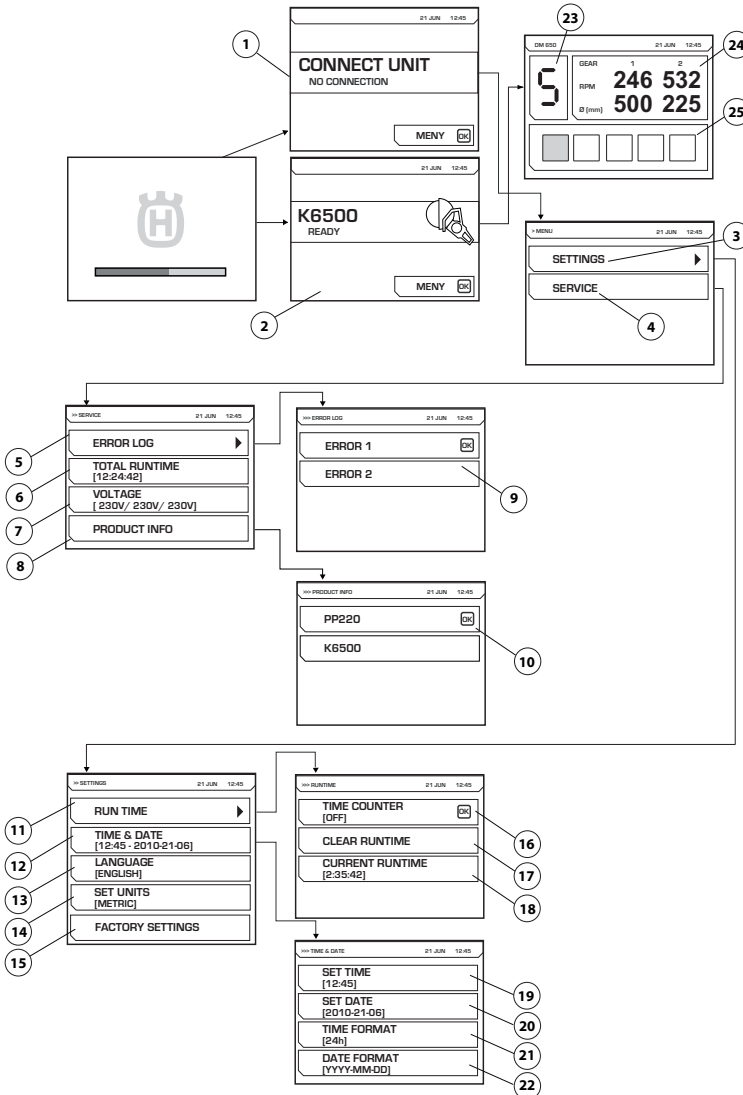 21 JUN 12:45
CONNECT UNIT
NO CONNECTION
MENY OK
1
DM 650 21 JUN 12:45
GEAR 1 2
RPM 246 532
Ø [mm] 500 225
5
23
24
25
H
21 JUN 12:45
K6500
READY
MENY OK
2
> MENU 21 JUN 12:45
SETTINGS
SERVICE
3
4
>> SERVICE 21 JUN 12:45
ERROR LOG
TOTAL RUNTIME
[12:24:42]
VOLTAGE
[ 230V/ 230V/ 230V]
PRODUCT INFO
5
6
7
8
>>> ERROR LOG 21 JUN 12:45
ERROR 1 OK
ERROR 2
9
>>> PRODUCT INFO 21 JUN 12:45
PP220 OK
K6500
10
>> SETTINGS 21 JUN 12:45
RUN TIME
TIME & DATE
[12:45 - 2010-21-06]
LANGUAGE
[ENGLISH]
SET UNITS
[METRIC]
FACTORY SETTINGS
11
12
13
14
15
>>> RUNTIME 21 JUN 12:45
TIME COUNTER
[OFF] OK
CLEAR RUNTIME
CURRENT RUNTIME
[2:35:42]
16
17
18
>>> TIME & DATE 21 JUN 12:45
SET TIME
[12:45]
SET DATE
[2010-21-06]
TIME FORMAT
[24h]
DATE FORMAT
[YYYY-MM-DD]
19
20
21
22